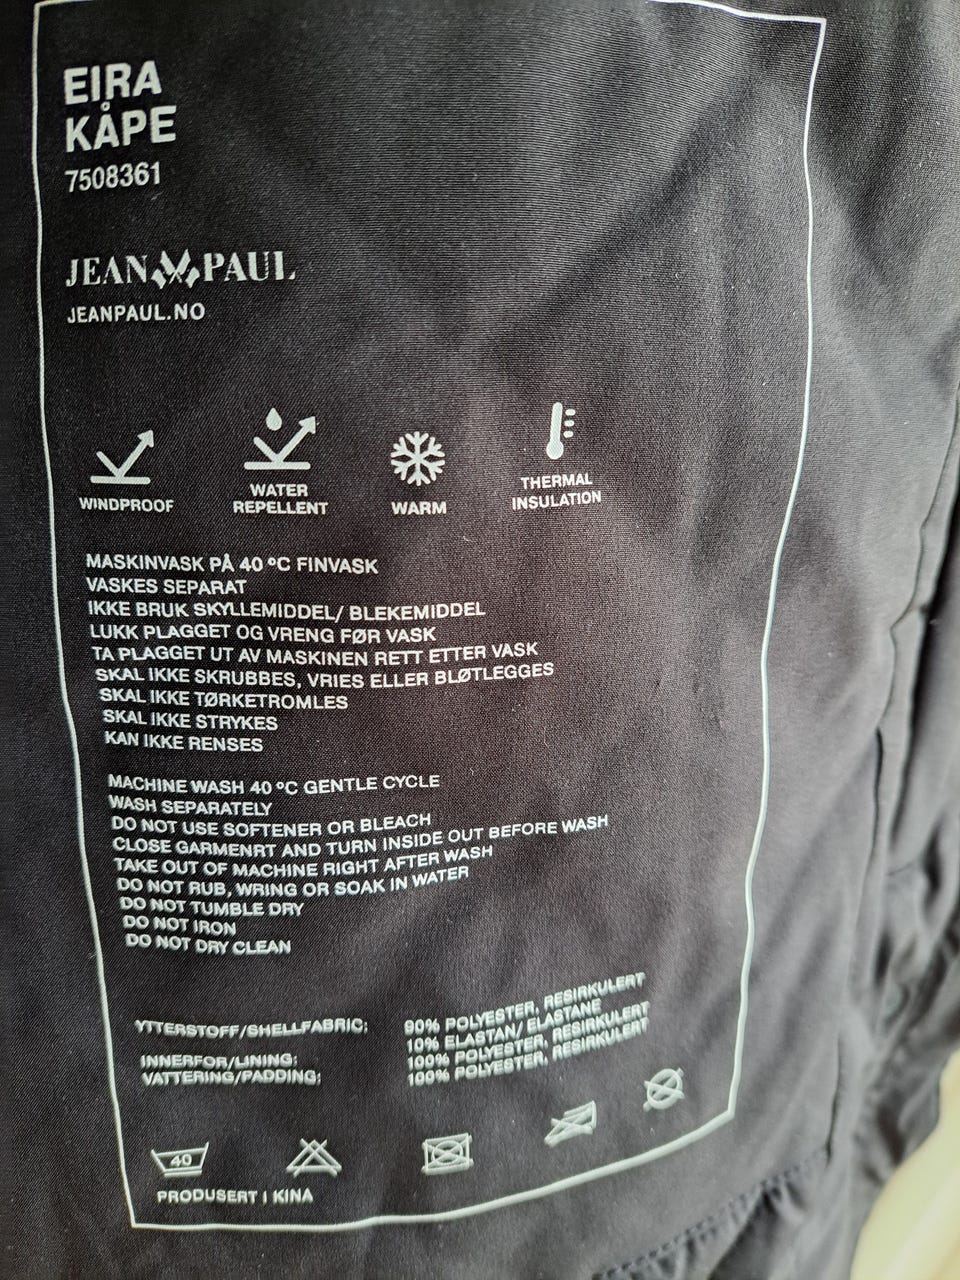 EIRA
KÅPE
7508361
JEAN PAUL
JEANPAUL.NO
WINDPROOF
WATER
REPELLENT
WARM
THERMAL
INSULATION
MASKINVASK PÅ 40 ºC FINVASK
VASKES SEPARAT
IKKE BRUK SKYLLEMIDDEL/ BLEKEMIDDEL
LUKK PLAGGET OG VRENG FØR VASK
TA PLAGGET UT AV MASKINEN RETT ETTER VASK
SKAL IKKE SKRUBBES, VRIES ELLER BLØTLEGGES
SKAL IKKE TØRKETROMLES
SKAL IKKE STRYKES
KAN IKKE RENSES
MACHINE WASH 40 ºC GENTLE CYCLE
WASH SEPARATELY
DO NOT USE SOFTENER OR BLEACH
CLOSE GARMENRT AND TURN INSIDE OUT BEFORE WASH
TAKE OUT OF MACHINE RIGHT AFTER WASH
DO NOT RUB, WRING OR SOAK IN WATER
DO NOT TUMBLE DRY
DO NOT IRON
DO NOT DRY CLEAN
YTTERSTOFF/SHELLFABRIC: 90% POLYESTER, RESIRKULERT
10% ELASTAN/ ELASTANE
INNERFOR/LINING: 100% POLYESTER, RESIRKULERT
VATTERING/PADDING: 100% POLYESTER, RESIRKULERT
40
PRODUSERT I KINA